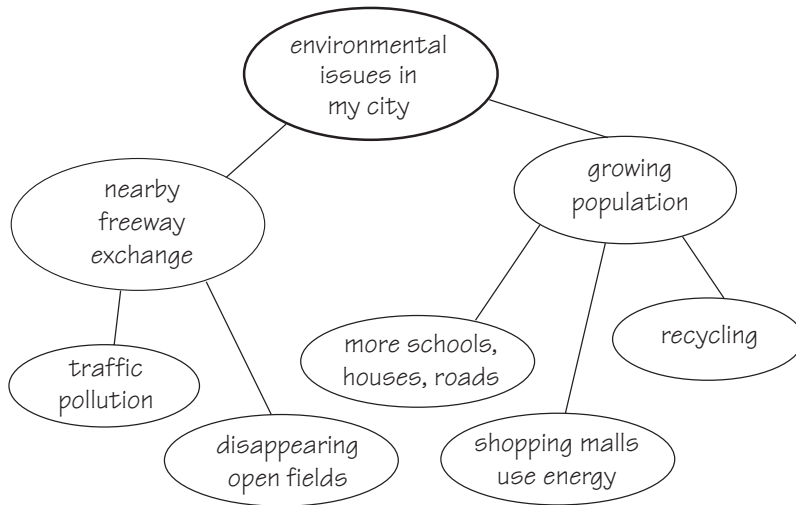 environmental
issues in
my city
nearby
freeway
exchange
growing
population
traffic
pollution
disappearing
open fields
more schools,
houses, roads
shopping malls
use energy
recycling